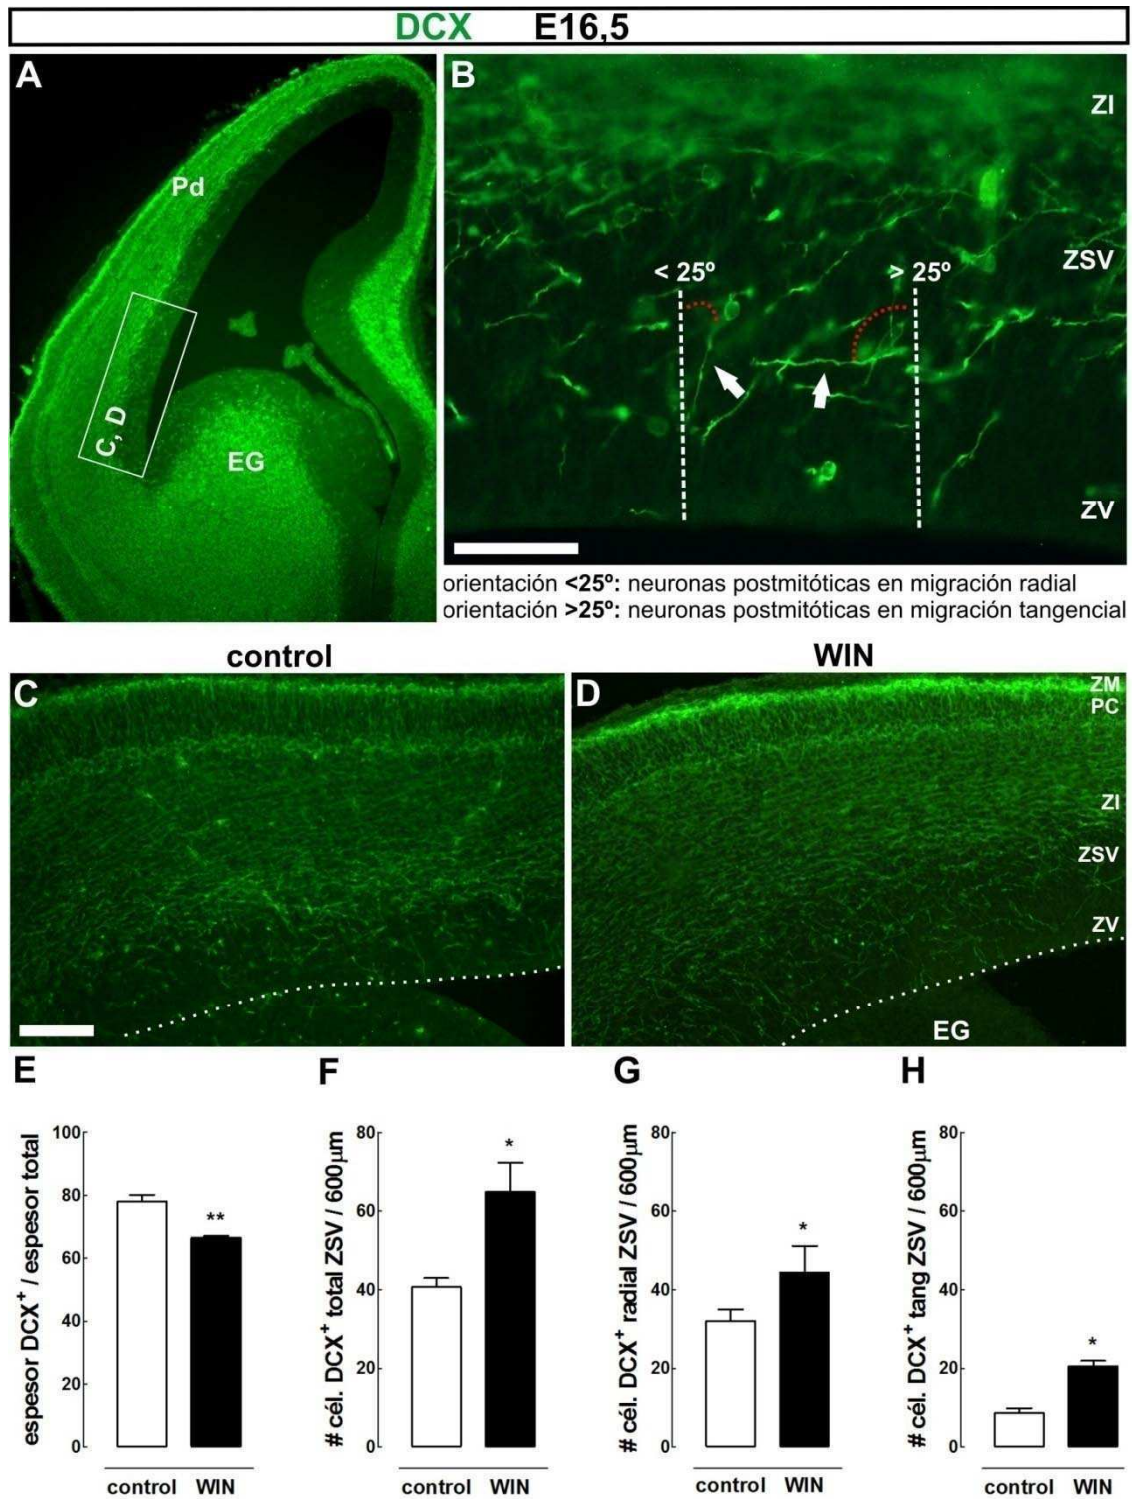 DCX E16,5
A
Pd
C, D
EG
B
ZI
< 25º
> 25º
ZSV
ZV
orientación <25º: neuronas postmitóticas en migración radial
orientación >25º: neuronas postmitóticas en migración tangencial
control
WIN
C
D
ZM
PC
ZI
ZSV
ZV
EG
E
espesor DCX⁺ / espesor total
100
80
60
40
20
0
**
control WIN
F
# cél. DCX⁺ total ZSV / 600µm
80
60
40
20
0
*
control WIN
G
# cél. DCX⁺ radial ZSV / 600µm
80
60
40
20
0
*
control WIN
H
# cél. DCX⁺ tang ZSV / 600µm
80
60
40
20
0
*
control WIN